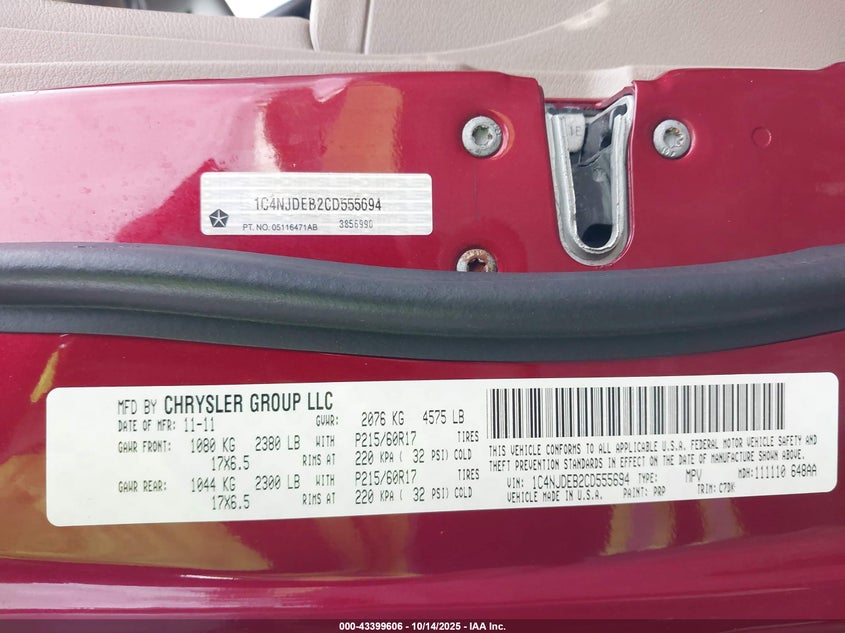 1C4NJDEB2CD555694
PT. NO. 05116471AB 3856990
MFD BY CHRYSLER GROUP LLC
DATE OF MFR: 11-11 GVWR: 2076 KG 4575 LB
GAWR FRONT: 1080 KG 2380 LB WITH P215/60R17 TIRES
17X6.5 RIMS AT 220 KPA ( 32 PSI) COLD
GAWR REAR: 1044 KG 2300 LB WITH P215/60R17 TIRES
17X6.5 RIMS AT 220 KPA ( 32 PSI) COLD
THIS VEHICLE CONFORMS TO ALL APPLICABLE U.S.A. FEDERAL MOTOR VEHICLE SAFETY AND
THEFT PREVENTION STANDARDS IN EFFECT ON THE DATE OF MANUFACTURE SHOWN ABOVE.
VIN: 1C4NJDEB2CD555694 TYPE: MPV MDH: 111110 648AA
VEHICLE MADE IN U.S.A. PAINT: PRP TRIM: C7DK
000-43399606 - 10/14/2025 - IAA Inc.